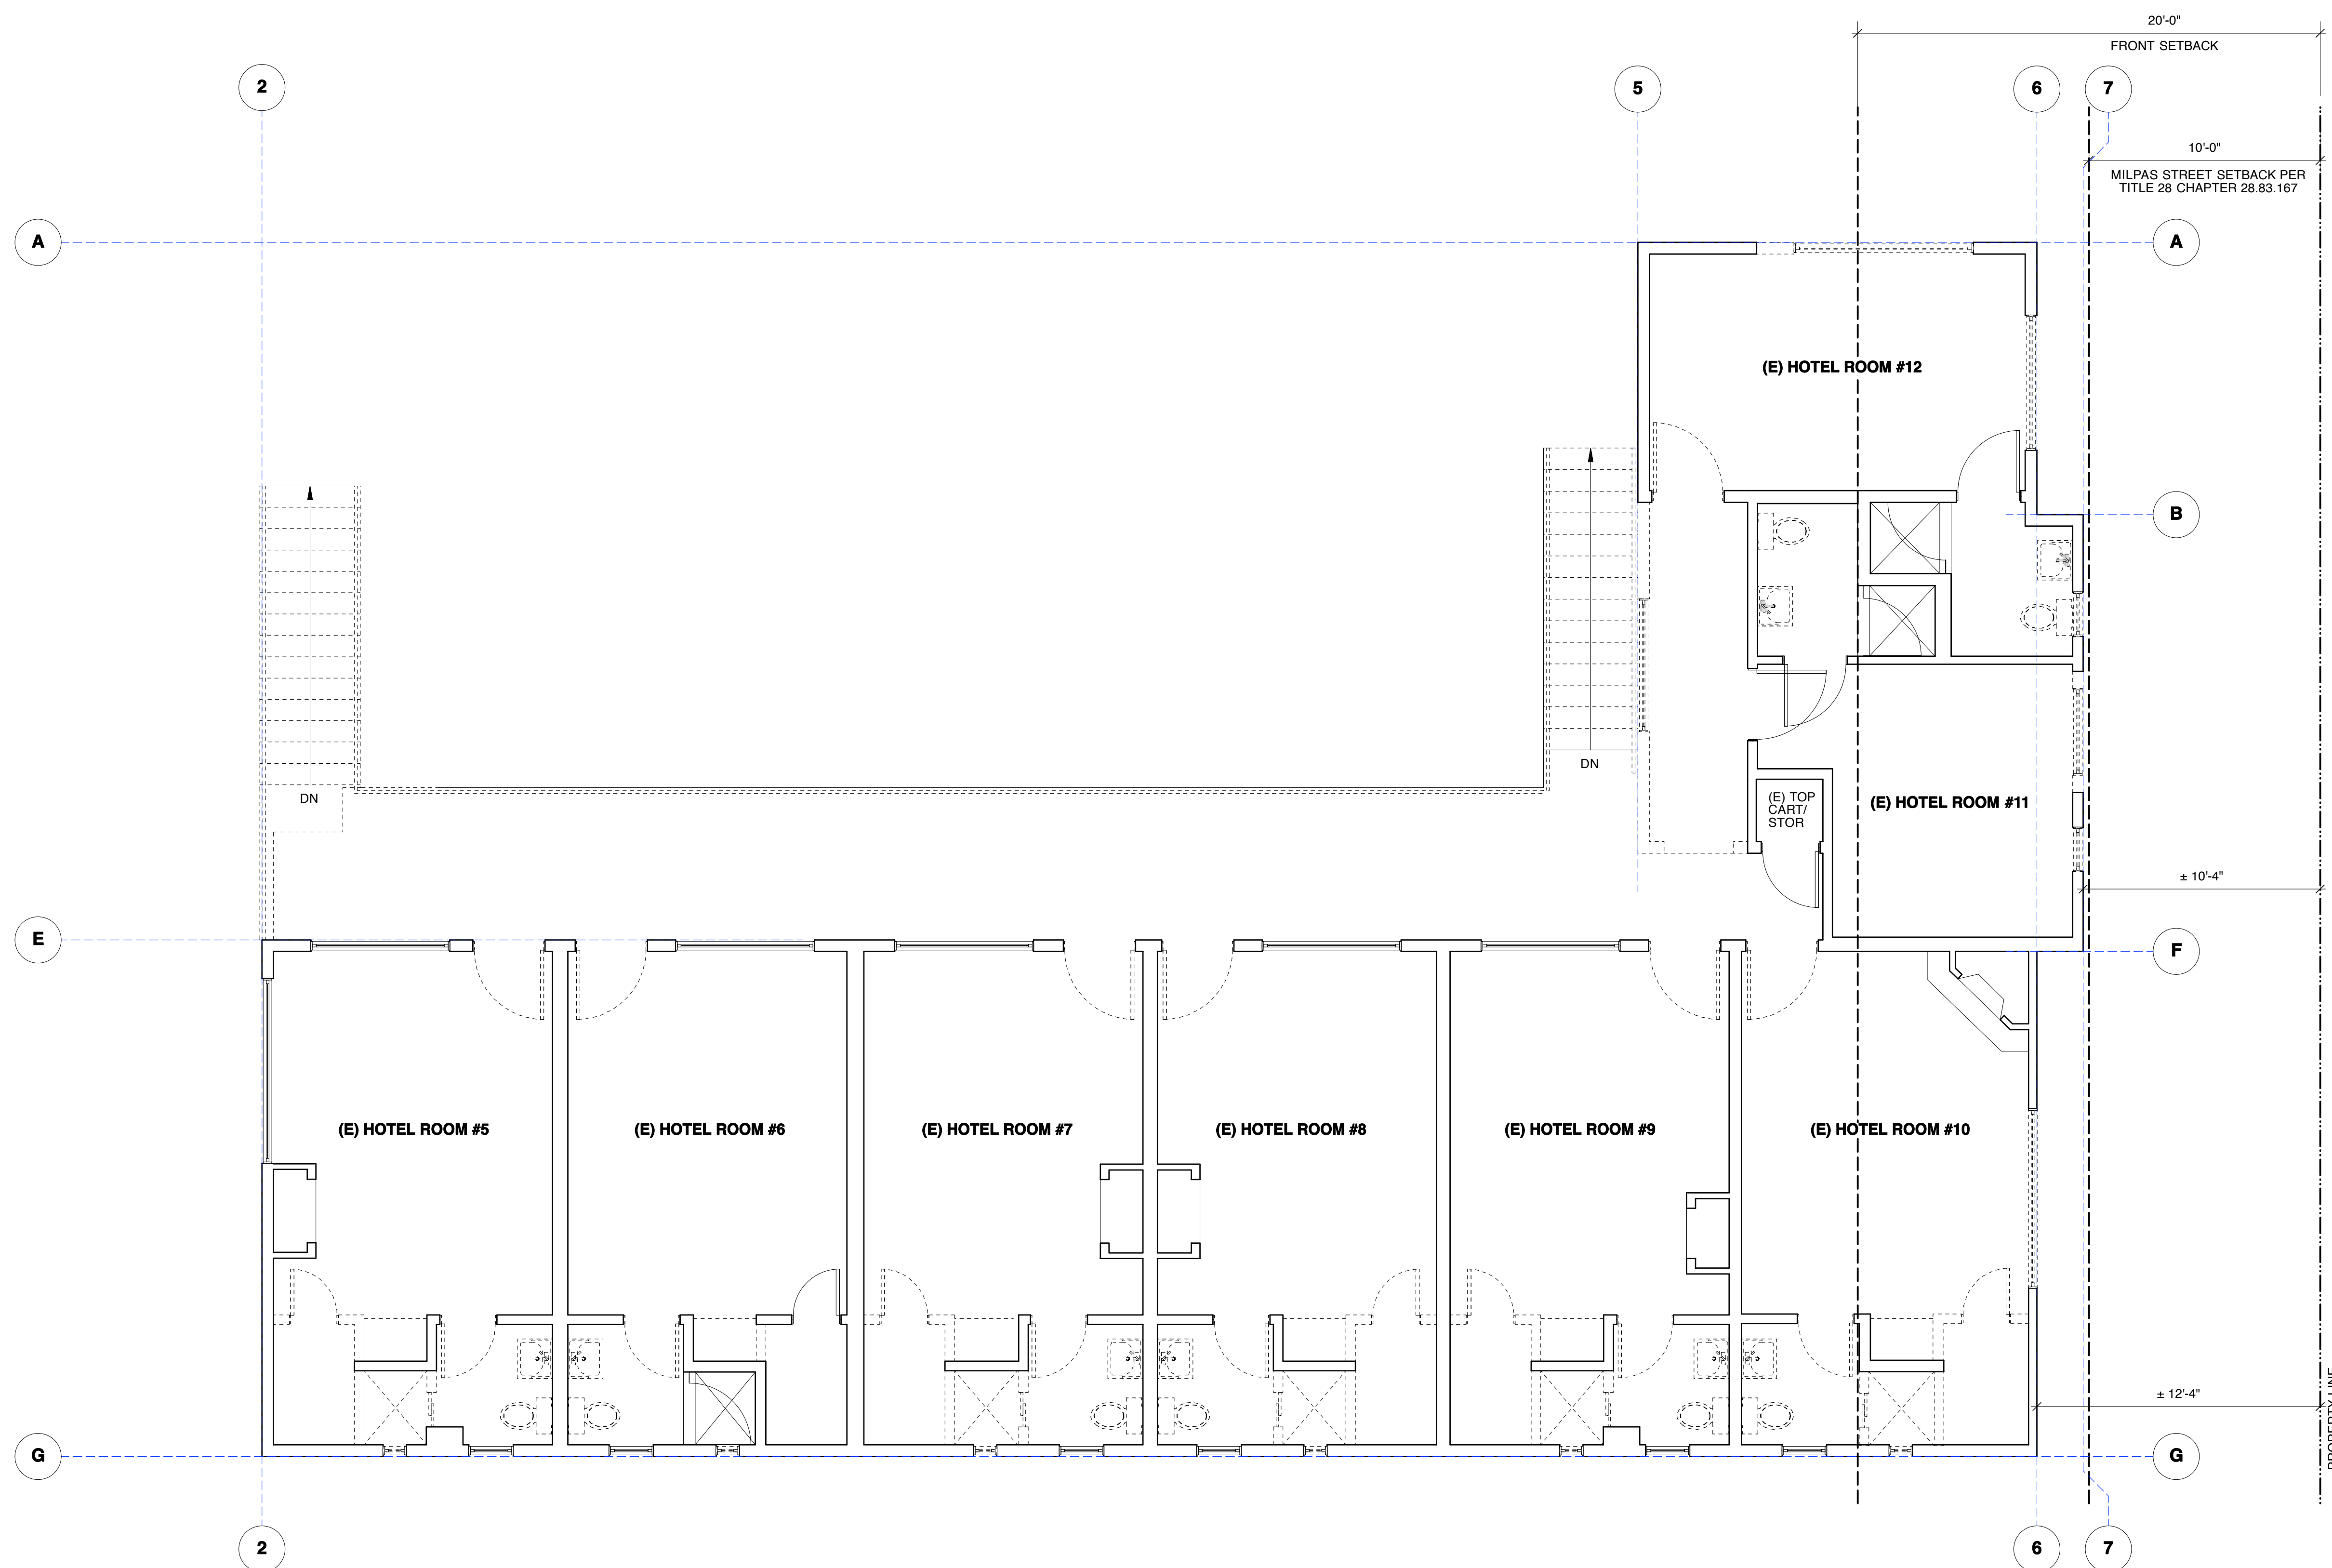 20'-0"
FRONT SETBACK
2
5
6
7
10'-0"
MILPAS STREET SETBACK PER
TITLE 28 CHAPTER 28.83.167
A
A
(E) HOTEL ROOM #12
B
DN
DN
(E) TOP
CART/
STOR
(E) HOTEL ROOM #11
± 10'-4"
E
F
(E) HOTEL ROOM #5
(E) HOTEL ROOM #6
(E) HOTEL ROOM #7
(E) HOTEL ROOM #8
(E) HOTEL ROOM #9
(E) HOTEL ROOM #10
± 12'-4"
PROPERTY LINE
G
G
2
6
7